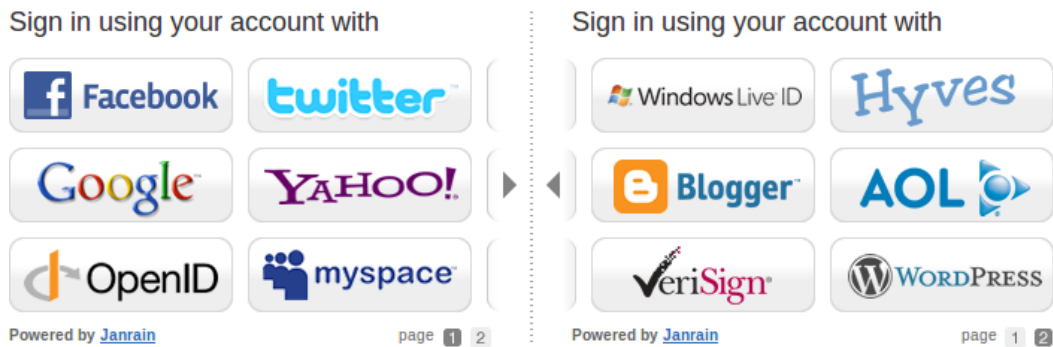 Sign in using your account with
Facebook
twitter
Google
YAHOO!
OpenID
myspace
Powered by Janrain
page 1 2
Sign in using your account with
Windows Live ID
Hyves
Blogger
AOL
VeriSign
WORDPRESS
Powered by Janrain
page 1 2